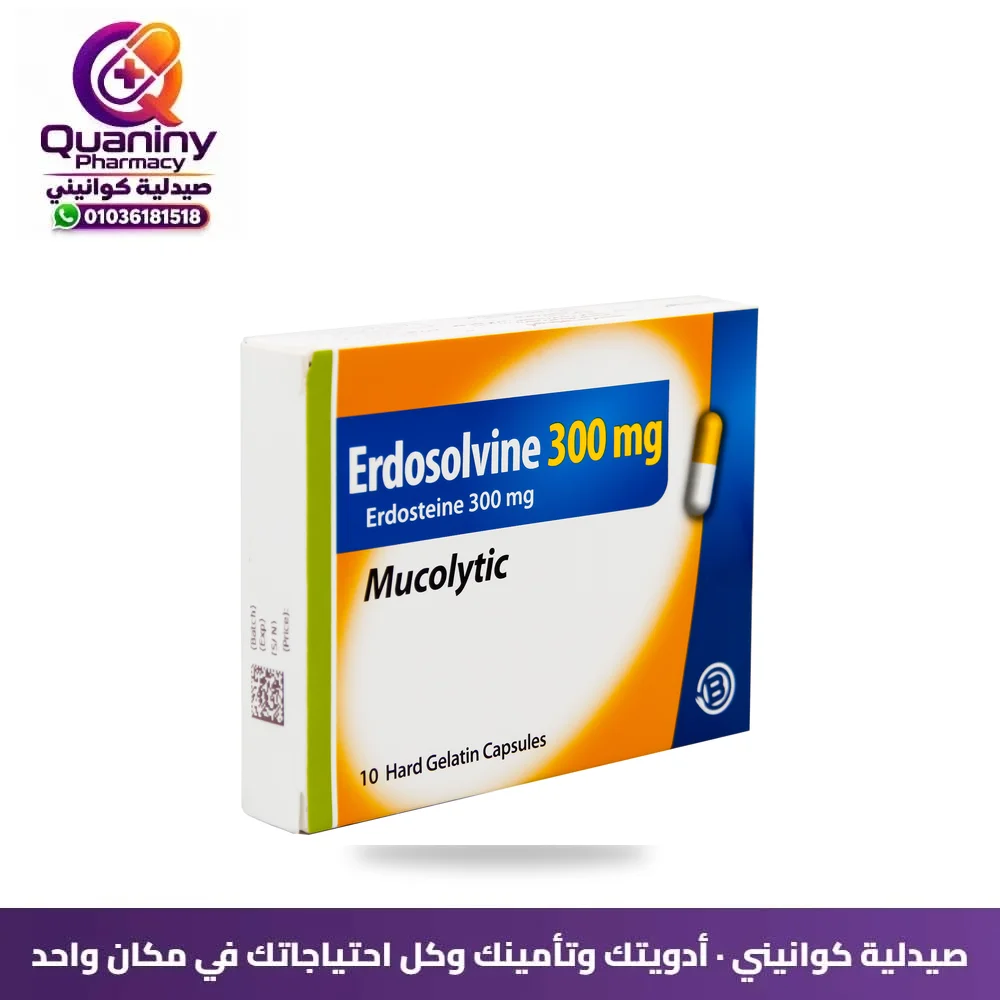 Quaniny
Pharmacy
صيدلية كوانيني
01036181518
Erdosolvine 300 mg
Erdosteine 300 mg
Mucolytic
10 Hard Gelatin Capsules
(Batch)
(Exp)
(S/N)
(Price):
صيدلية كوانيني · أدويتك وتأمينك وكل احتياجاتك في مكان واحد